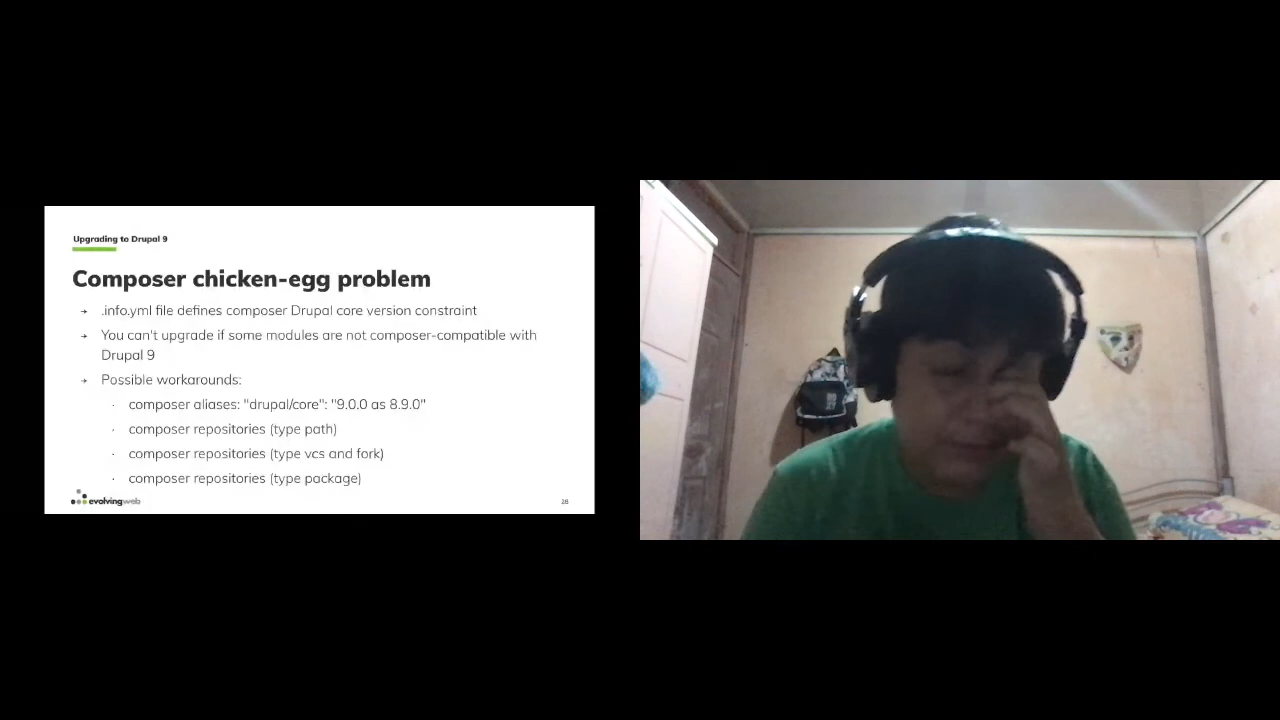 Upgrading to Drupal 9
Composer chicken-egg problem
→ .info.yml file defines composer Drupal core version constraint
→ You can't upgrade if some modules are not composer-compatible with
Drupal 9
→ Possible workarounds:
· composer aliases: "drupal/core": "9.0.0 as 8.9.0"
· composer repositories (type path)
· composer repositories (type vcs and fork)
· composer repositories (type package)
evolvingweb